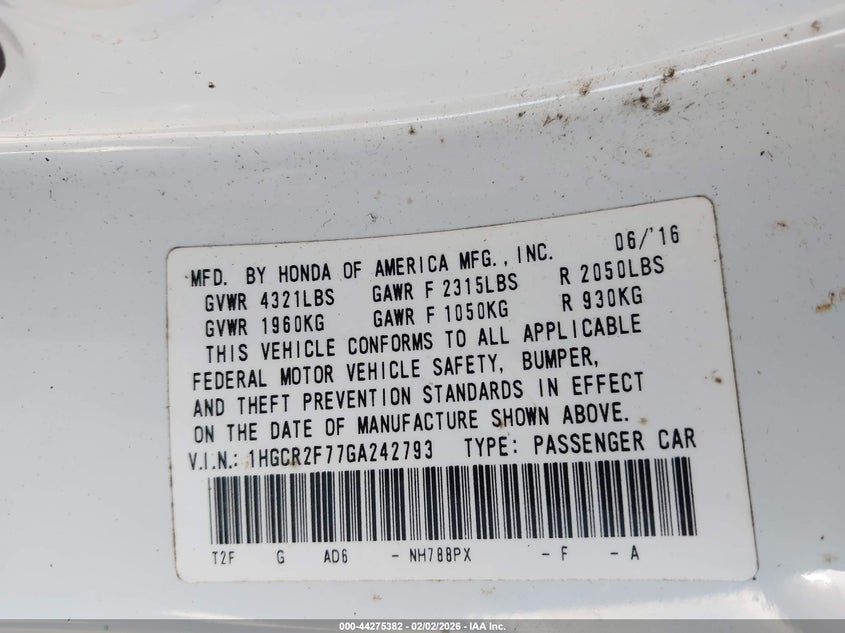 MFD. BY HONDA OF AMERICA MFG., INC. 06/'16
GVWR 4321LBS GAWR F 2315LBS R 2050LBS
GVWR 1960KG GAWR F 1050KG R 930KG
THIS VEHICLE CONFORMS TO ALL APPLICABLE
FEDERAL MOTOR VEHICLE SAFETY, BUMPER,
AND THEFT PREVENTION STANDARDS IN EFFECT
ON THE DATE OF MANUFACTURE SHOWN ABOVE.
V.I.N.: 1HGCR2F77GA242793 TYPE: PASSENGER CAR
T2F G AD6 - NH788PX - F - A
000-44275382 - 02/02/2026 - IAA Inc.